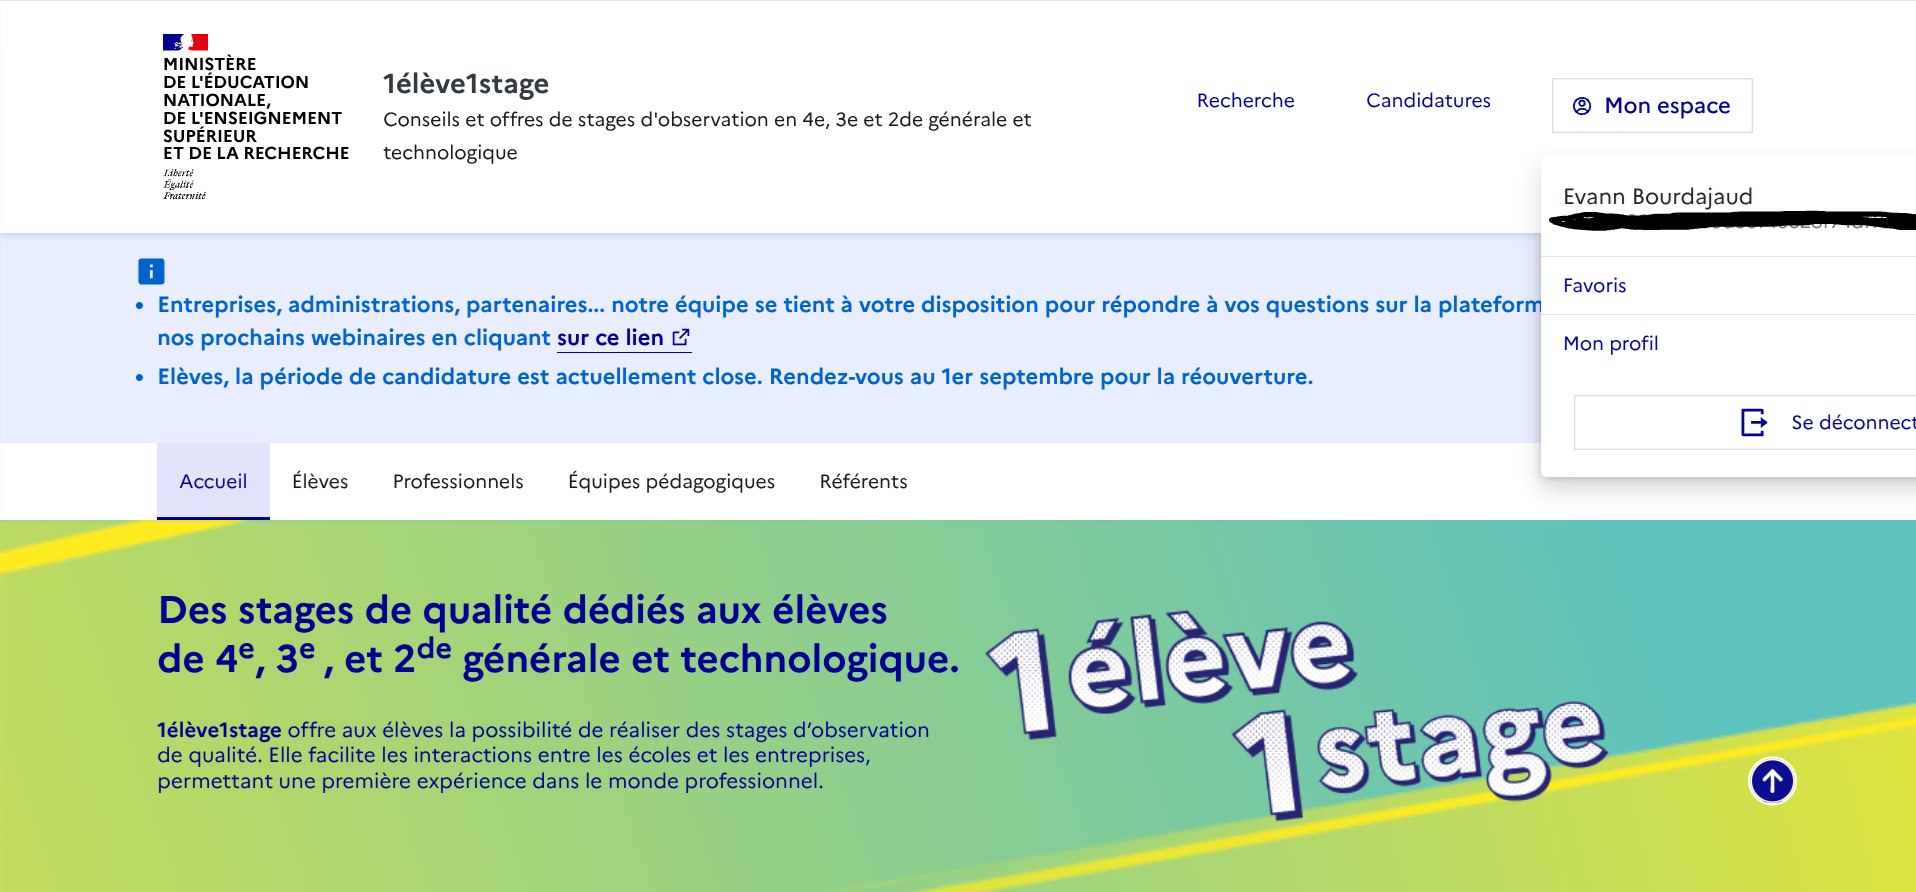 MINISTÈRE
DE L'ÉDUCATION
NATIONALE,
DE L'ENSEIGNEMENT
SUPÉRIEUR
ET DE LA RECHERCHE
Liberté
Égalité
Fraternité
1élève1stage
Conseils et offres de stages d'observation en 4e, 3e et 2de générale et
technologique
Recherche
Candidatures
Mon espace
Evann Bourdajaud
Favoris
Mon profil
Se déconnect
Entreprises, administrations, partenaires... notre équipe se tient à votre disposition pour répondre à vos questions sur la plateform
nos prochains webinaires en cliquant sur ce lien
Elèves, la période de candidature est actuellement close. Rendez-vous au 1er septembre pour la réouverture.
Accueil
Élèves
Professionnels
Équipes pédagogiques
Référents
Des stages de qualité dédiés aux élèves
de 4e, 3e , et 2de générale et technologique.
1élève1stage offre aux élèves la possibilité de réaliser des stages d’observation
de qualité. Elle facilite les interactions entre les écoles et les entreprises,
permettant une première expérience dans le monde professionnel.
1 élève
1 stage